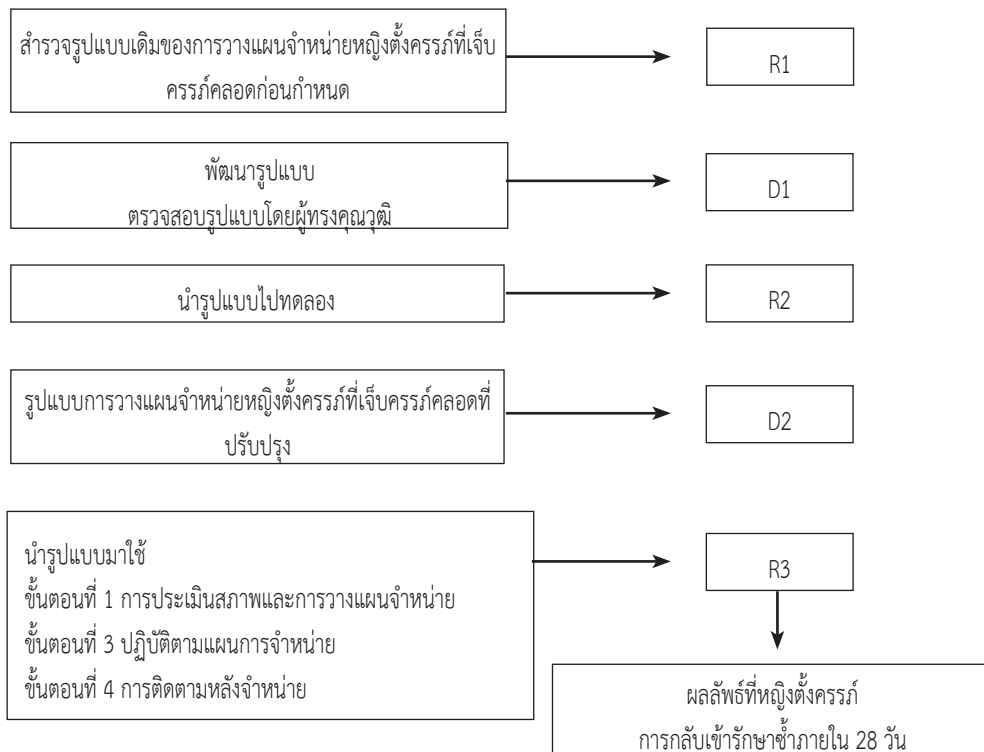 สำรวจรูปแบบเดิมของการวางแผนจำหน่ายหญิงตั้งครรภ์ที่เจ็บ
ครรภ์คลอดก่อนกำหนด
R1
พัฒนารูปแบบ
ตรวจสอบรูปแบบโดยผู้ทรงคุณวุฒิ
D1
นำรูปแบบไปทดลอง
R2
รูปแบบการวางแผนจำหน่ายหญิงตั้งครรภ์ที่เจ็บครรภ์คลอดที่
ปรับปรุง
D2
นำรูปแบบมาใช้
ขั้นตอนที่ 1 การประเมินสภาพและการวางแผนจำหน่าย
ขั้นตอนที่ 3 ปฏิบัติตามแผนการจำหน่าย
ขั้นตอนที่ 4 การติดตามหลังจำหน่าย
R3
ผลลัพธ์ที่หญิงตั้งครรภ์
การกลับเข้ารักษาซ้ำภายใน 28 วัน